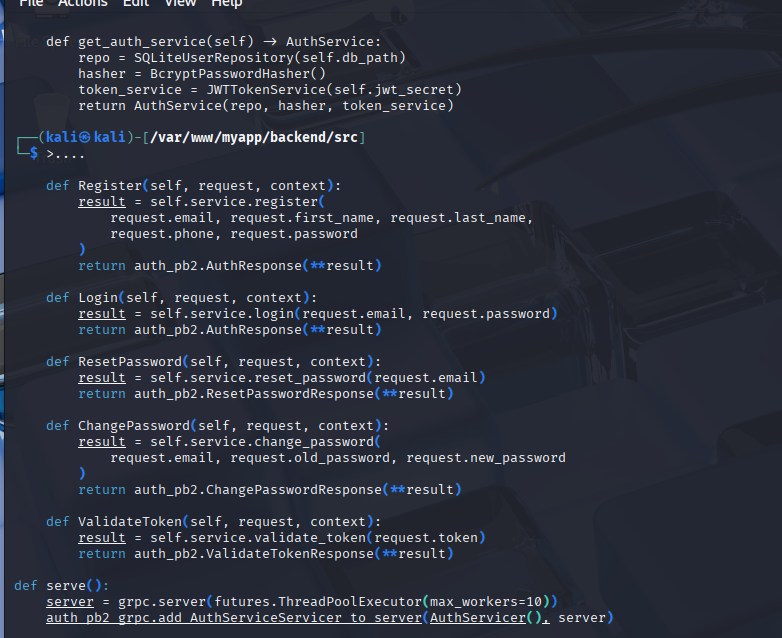 File Actions Edit View Help
    def get_auth_service(self) → AuthService:
        repo = SQLiteUserRepository(self.db_path)
        hasher = BcryptPasswordHasher()
        token_service = JWTTokenService(self.jwt_secret)
        return AuthService(repo, hasher, token_service)
┌──(kali㉿kali)-[/var/www/myapp/backend/src]
└─$ >....
    def Register(self, request, context):
        result = self.service.register(
            request.email, request.first_name, request.last_name,
            request.phone, request.password
        )
        return auth_pb2.AuthResponse(**result)
    def Login(self, request, context):
        result = self.service.login(request.email, request.password)
        return auth_pb2.AuthResponse(**result)
    def ResetPassword(self, request, context):
        result = self.service.reset_password(request.email)
        return auth_pb2.ResetPasswordResponse(**result)
    def ChangePassword(self, request, context):
        result = self.service.change_password(
            request.email, request.old_password, request.new_password
        )
        return auth_pb2.ChangePasswordResponse(**result)
    def ValidateToken(self, request, context):
        result = self.service.validate_token(request.token)
        return auth_pb2.ValidateTokenResponse(**result)
def serve():
    server = grpc.server(futures.ThreadPoolExecutor(max_workers=10))
    auth_pb2_grpc.add_AuthServiceServicer_to_server(AuthServicer(), server)